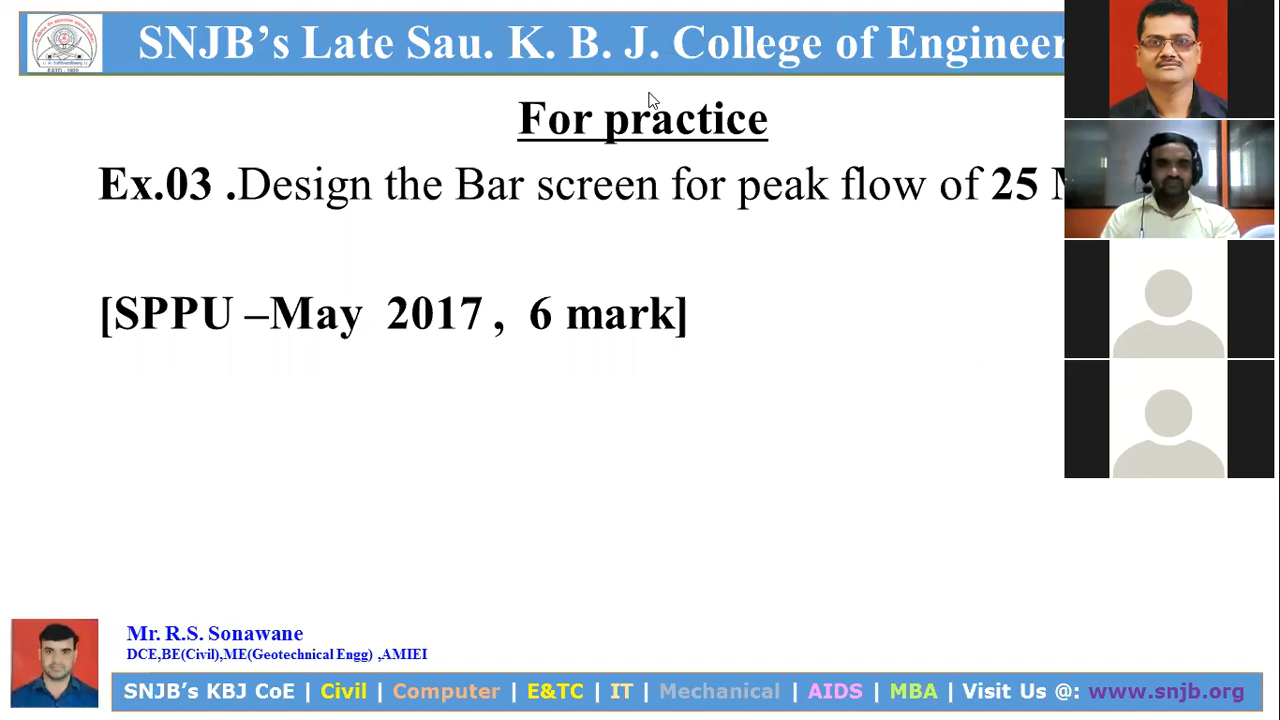 SNJB's Late Sau. K. B. J. College of Engineer
For practice
Ex.03 .Design the Bar screen for peak flow of 25 M
[SPPU –May 2017 , 6 mark]
Mr. R.S. Sonawane
DCE,BE(Civil),ME(Geotechnical Engg) ,AMIEI
SNJB's KBJ CoE | Civil | Computer | E&TC | IT | Mechanical | AIDS | MBA | Visit Us @: www.snjb.org